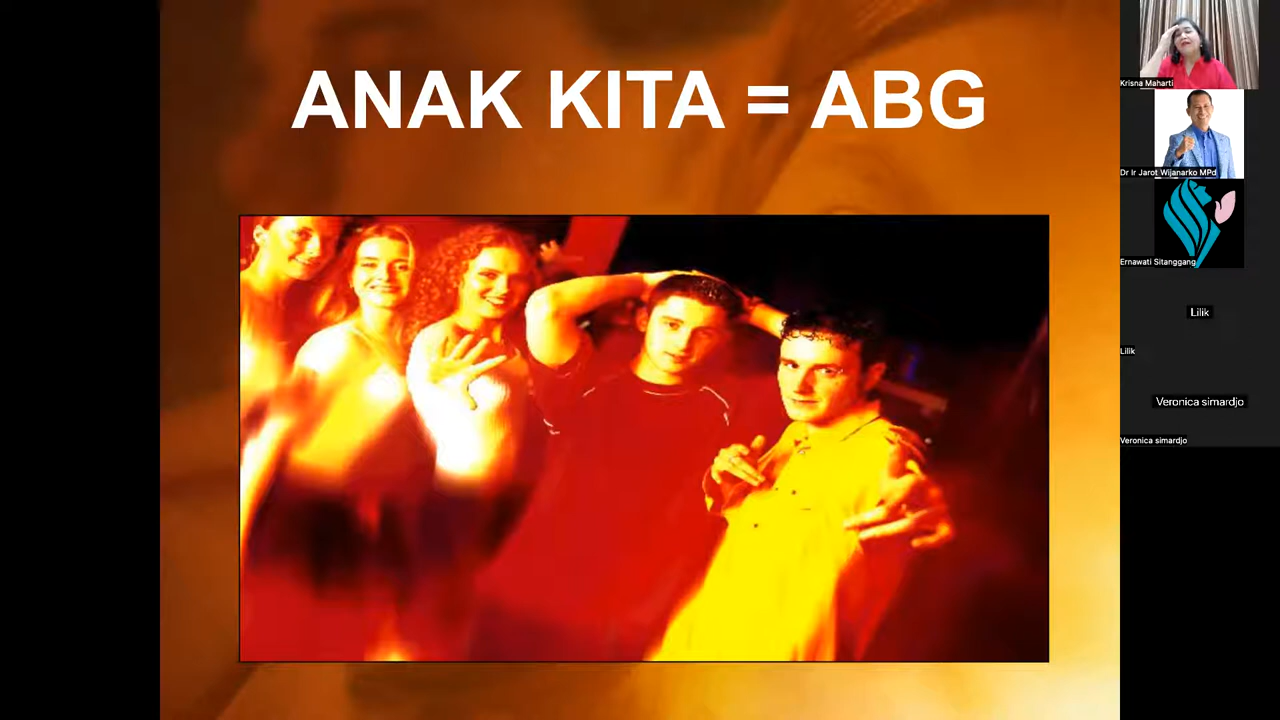 ANAK KITA = ABG
Krisna Maharti
Dr Ir Jarot Wijanarko MPd
Ernawati Sitanggang
Lilik
Lilik
Veronica simardjo
Veronica simardjo